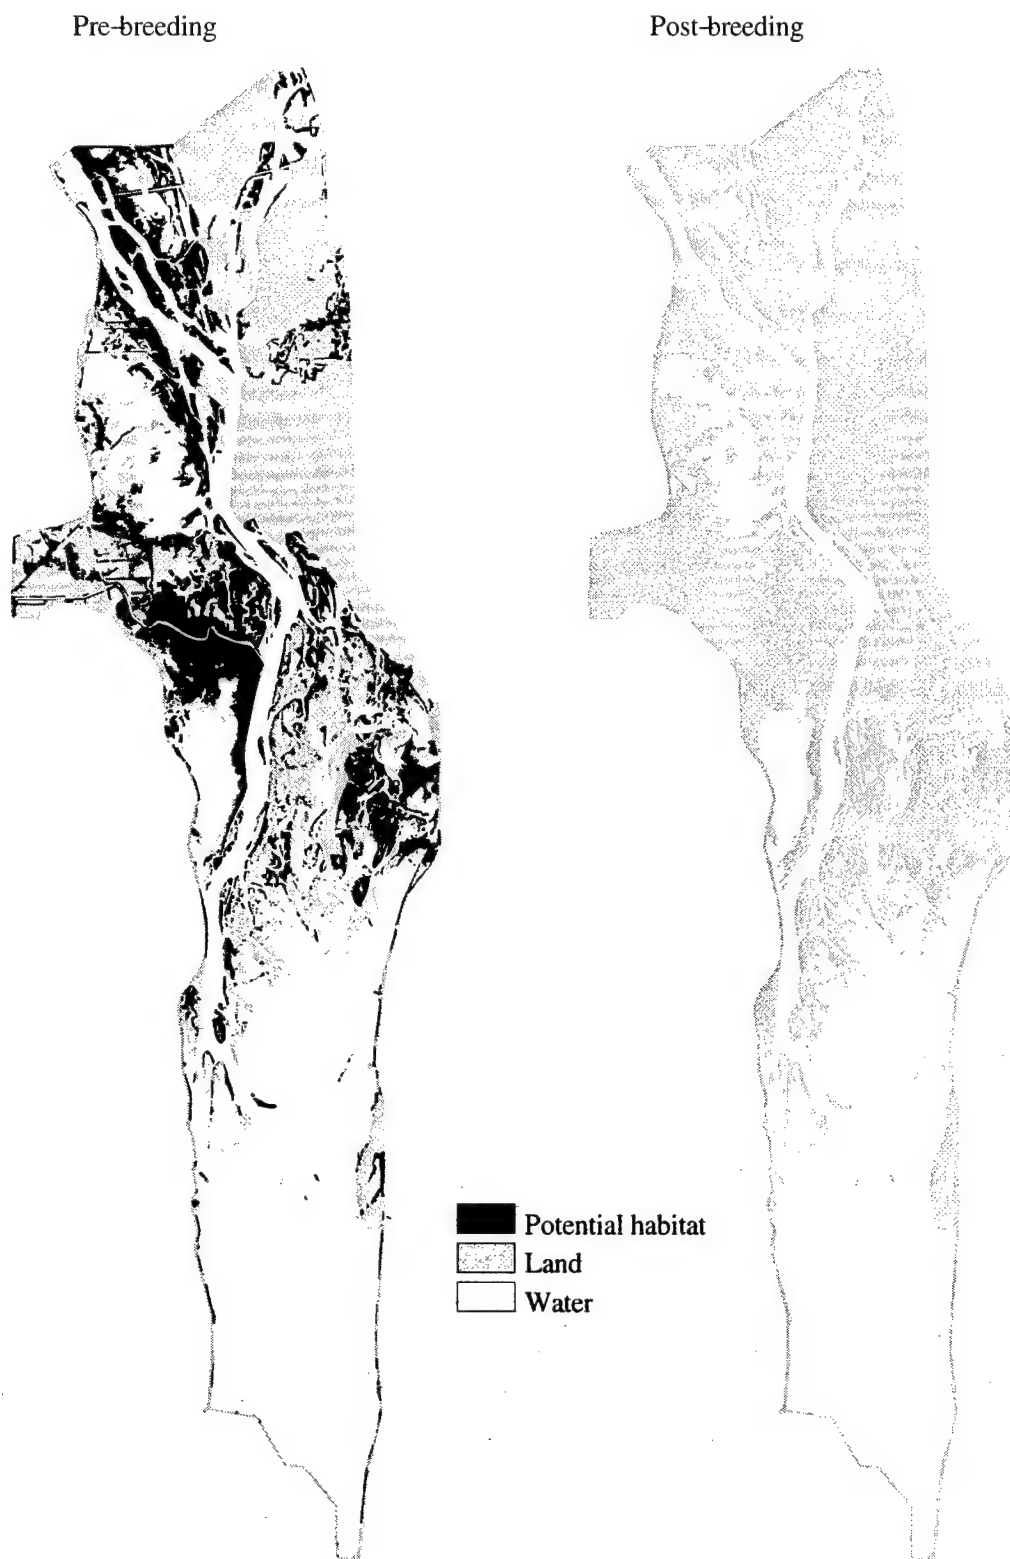 Pre-breeding
Post-breeding
Potential habitat
Land
Water